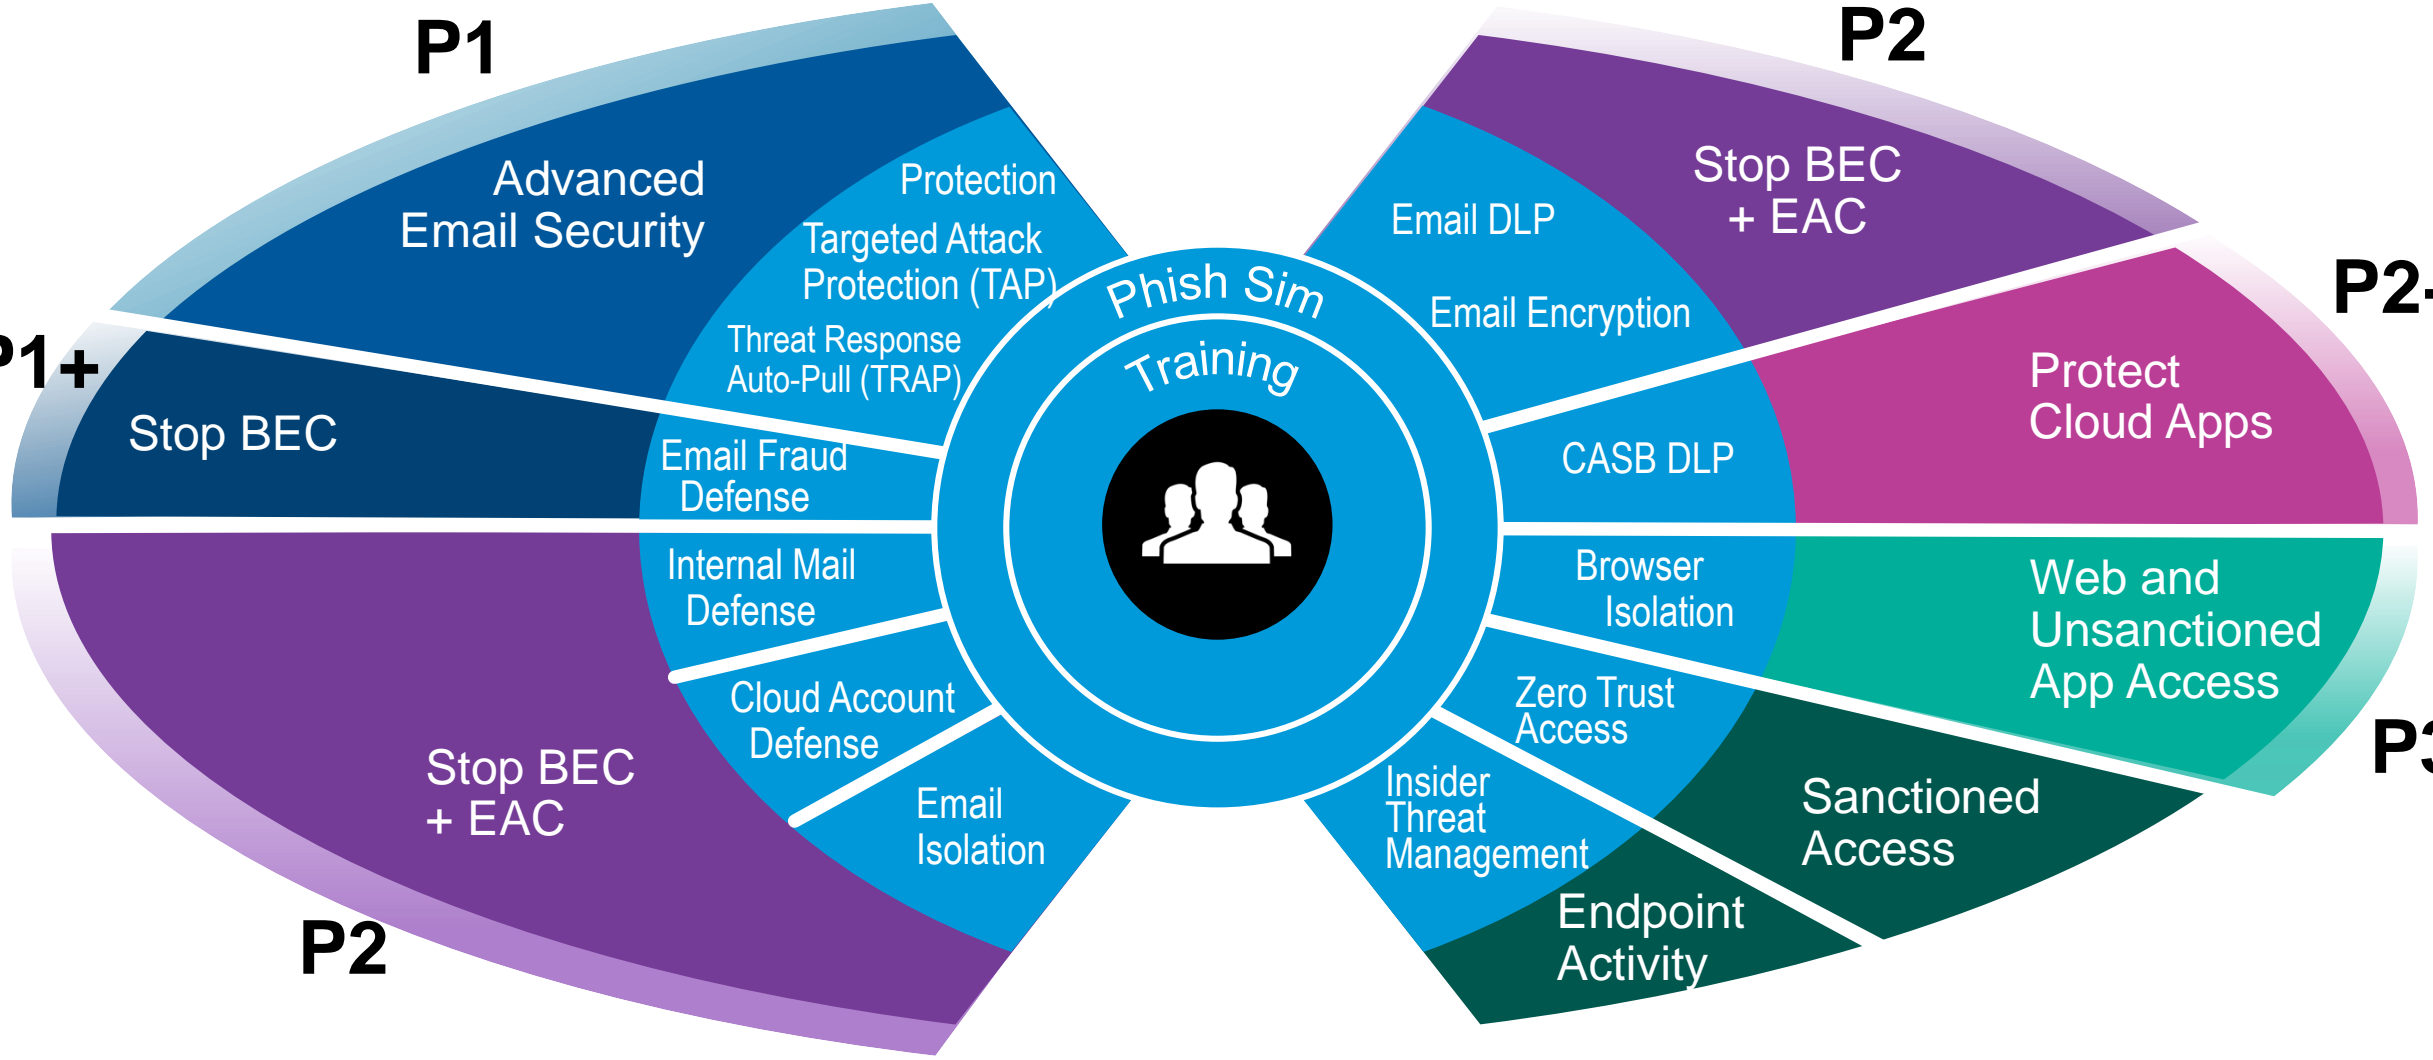 P1
Advanced
Email Security
Protection
Targeted Attack
Protection (TAP)
Threat Response
Auto-Pull (TRAP)
P1+
Stop BEC
Email Fraud
Defense
Internal Mail
Defense
Cloud Account
Defense
Email
Isolation
Stop BEC
+ EAC
P2
Phish Sim
Training
P2
Stop BEC
+ EAC
Email DLP
Email Encryption
P2+
Protect
Cloud Apps
CASB DLP
Browser
Isolation
Web and
Unsanctioned
App Access
P3
Zero Trust
Access
Sanctioned
Access
Insider
Threat
Management
Endpoint
Activity